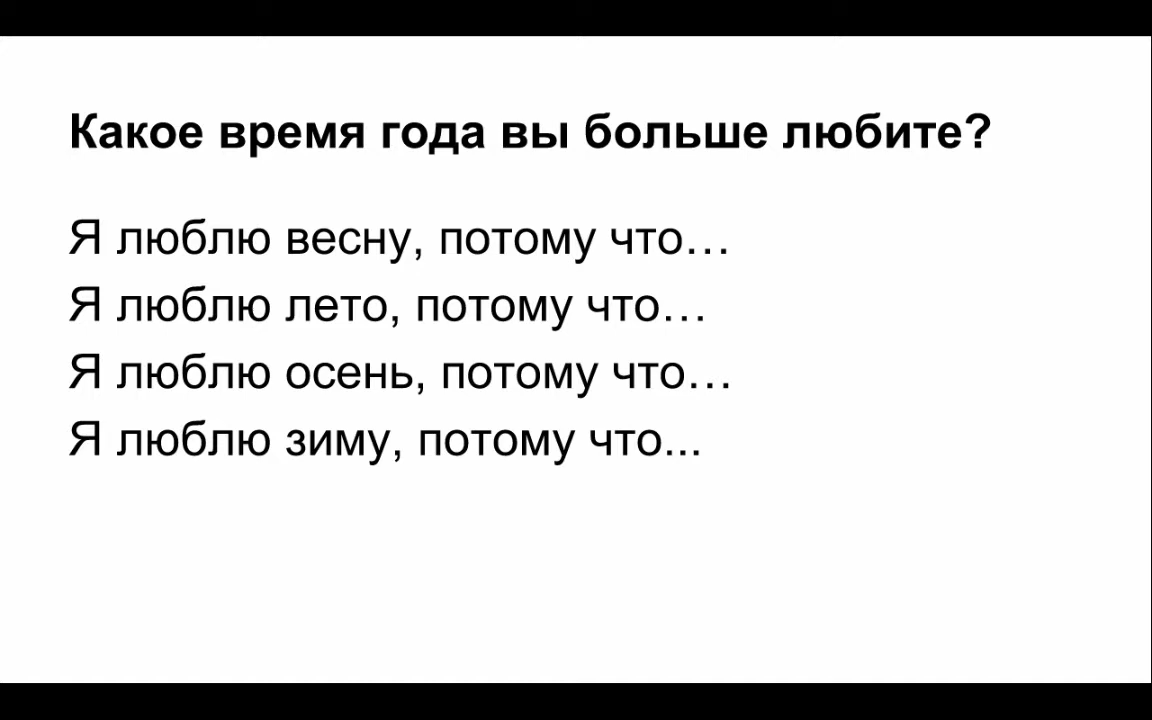 Какое время года вы больше любите?
Я люблю весну, потому что…
Я люблю лето, потому что…
Я люблю осень, потому что…
Я люблю зиму, потому что...